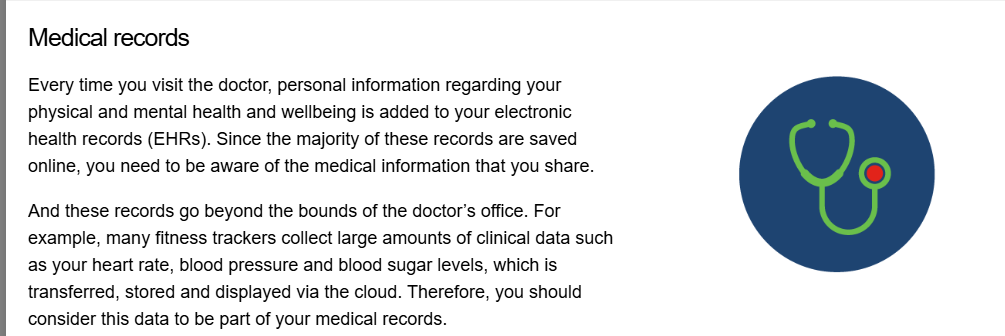 Medical records
Every time you visit the doctor, personal information regarding your
physical and mental health and wellbeing is added to your electronic
health records (EHRs). Since the majority of these records are saved
online, you need to be aware of the medical information that you share.
And these records go beyond the bounds of the doctor’s office. For
example, many fitness trackers collect large amounts of clinical data such
as your heart rate, blood pressure and blood sugar levels, which is
transferred, stored and displayed via the cloud. Therefore, you should
consider this data to be part of your medical records.